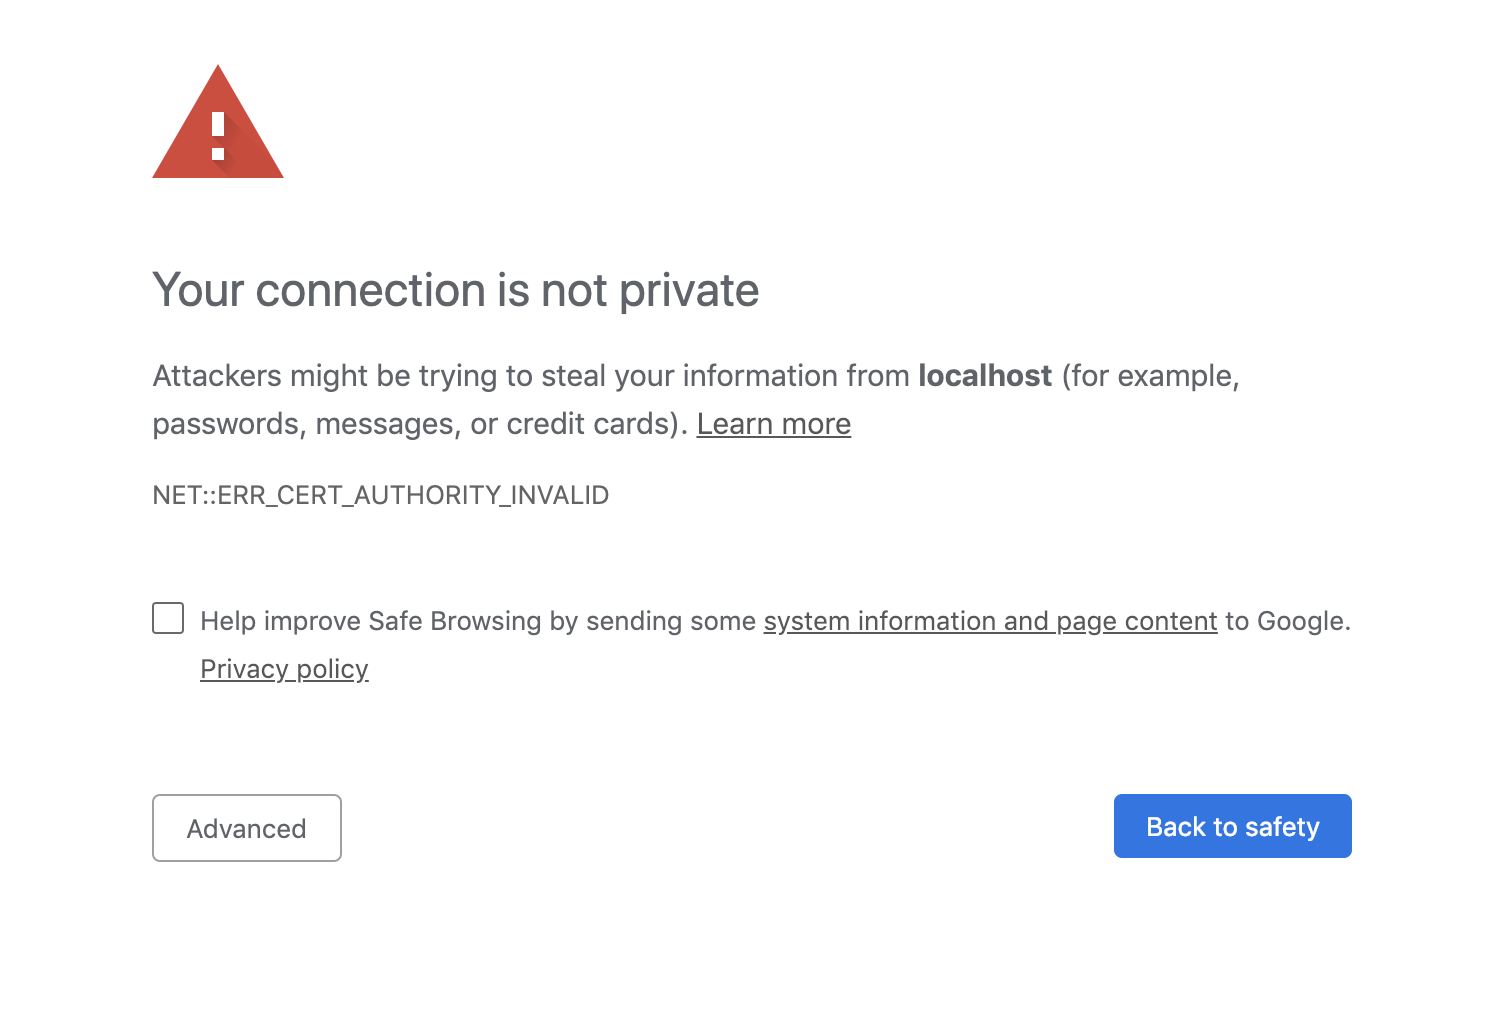 Your connection is not private
Attackers might be trying to steal your information from localhost (for example,
passwords, messages, or credit cards). Learn more
NET::ERR_CERT_AUTHORITY_INVALID
Help improve Safe Browsing by sending some system information and page content to Google.
Privacy policy
Advanced
Back to safety